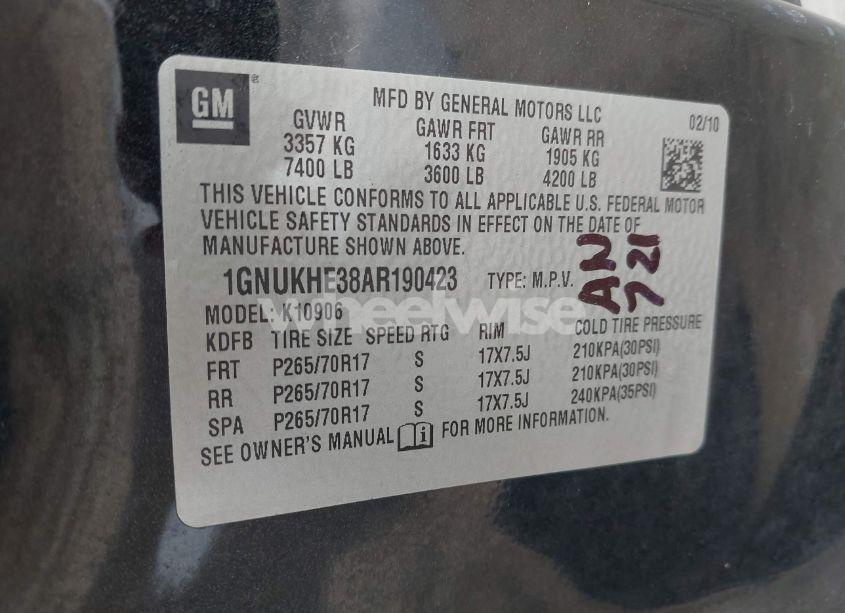 GM
MFD BY GENERAL MOTORS LLC
02/10
GVWR GAWR FRT GAWR RR
3357 KG 1633 KG 1905 KG
7400 LB 3600 LB 4200 LB
THIS VEHICLE CONFORMS TO ALL APPLICABLE U.S. FEDERAL MOTOR
VEHICLE SAFETY STANDARDS IN EFFECT ON THE DATE OF
MANUFACTURE SHOWN ABOVE.
1GNUKHE38AR190423 TYPE: M.P.V.
AN
721
wheelwise
MODEL: K10906
KDFB TIRE SIZE SPEED RTG RIM COLD TIRE PRESSURE
FRT P265/70R17 S 17X7.5J 210KPA(30PSI)
RR P265/70R17 S 17X7.5J 210KPA(30PSI)
SPA P265/70R17 S 17X7.5J 240KPA(35PSI)
SEE OWNER'S MANUAL i FOR MORE INFORMATION.